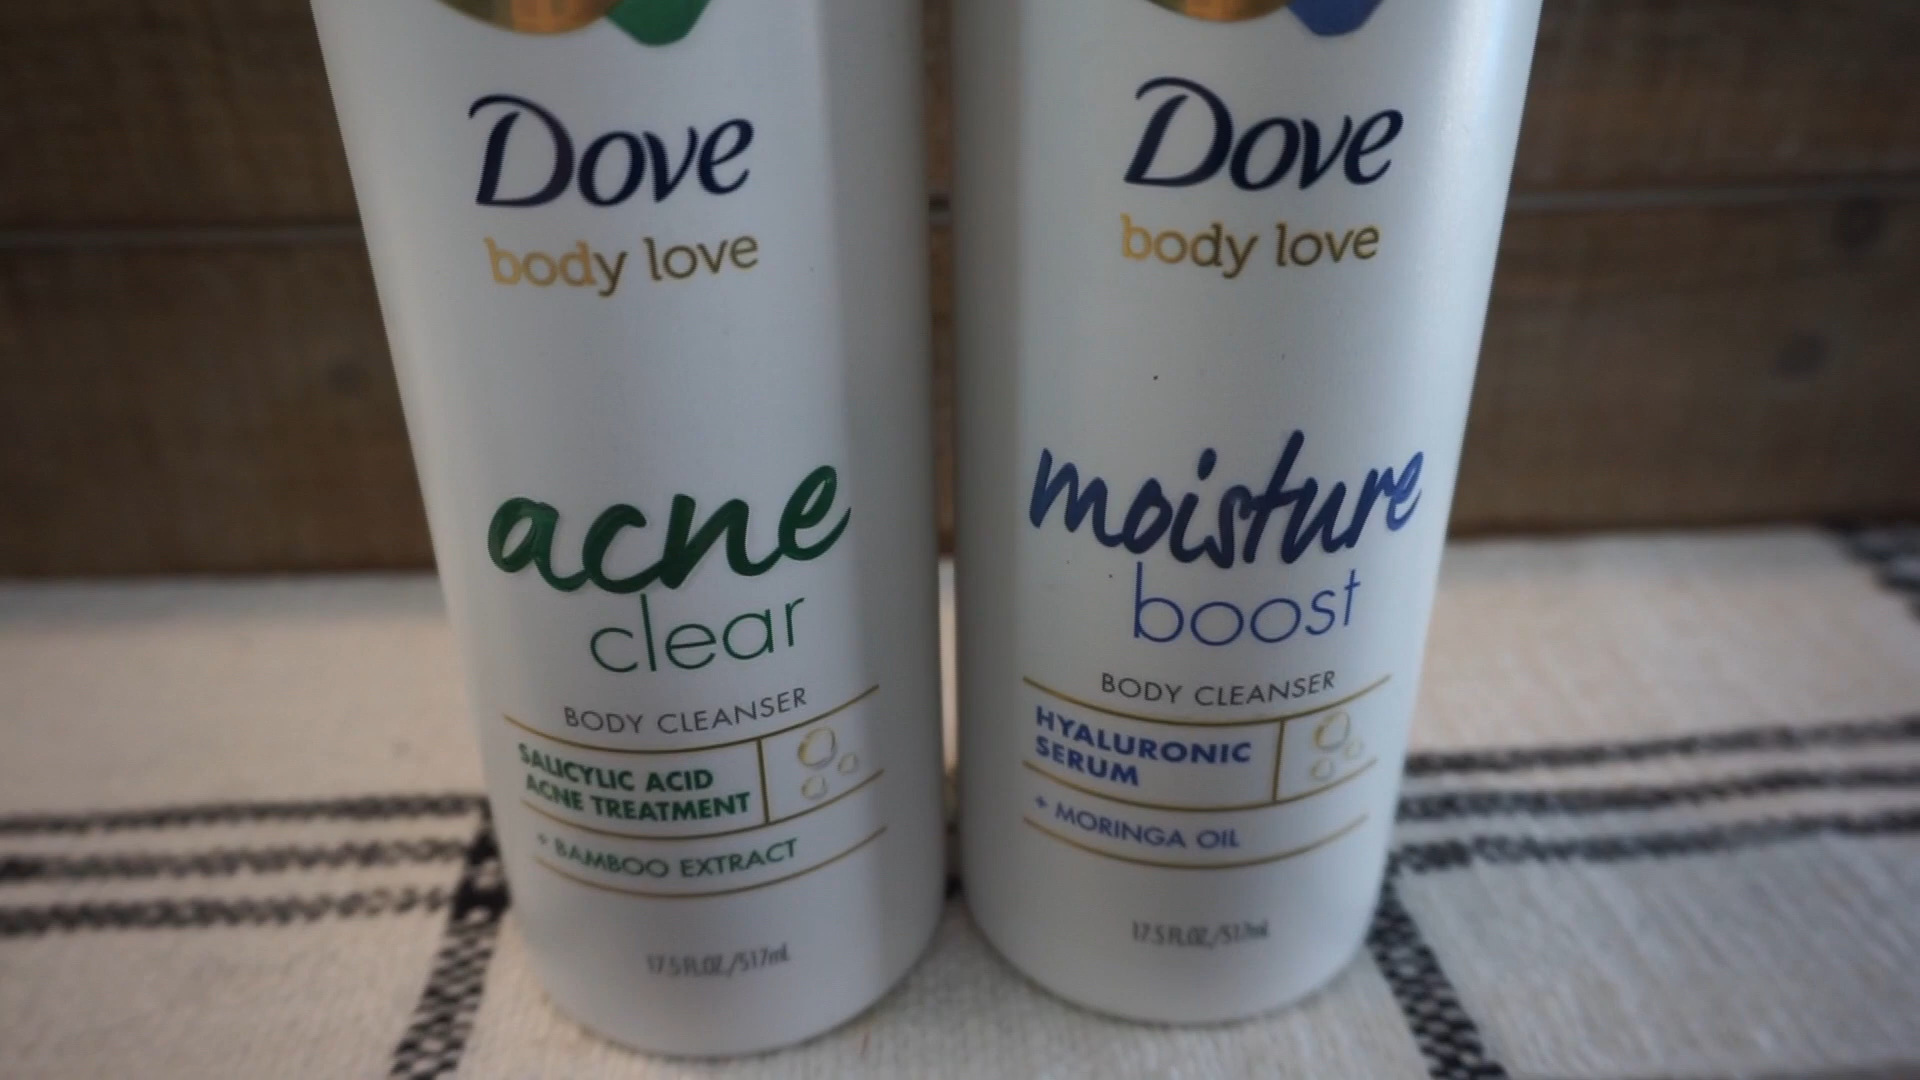 Dove
body love
acne
clear
BODY CLEANSER
SALICYLIC ACID
ACNE TREATMENT
+ BAMBOO EXTRACT
17.5 FL.OZ./517mL
Dove
body love
moisture
boost
BODY CLEANSER
HYALURONIC
SERUM
+ MORINGA OIL
17.5 FL.OZ./517mL